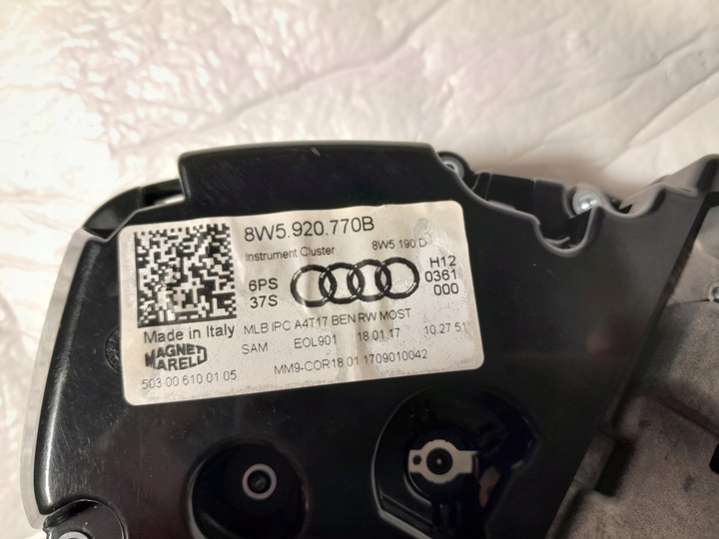 8W5.920.770B
Instrument Cluster 8W5 190 D
6PS 37S
H12 0361 000
Made in Italy
MAGNETI MARELLI
503 00 610 01 05
MLB IPC A4T17 BEN RW MOST
SAM EOL901 18.01.17 10:27 51
MM9-COR18 01 1709010042